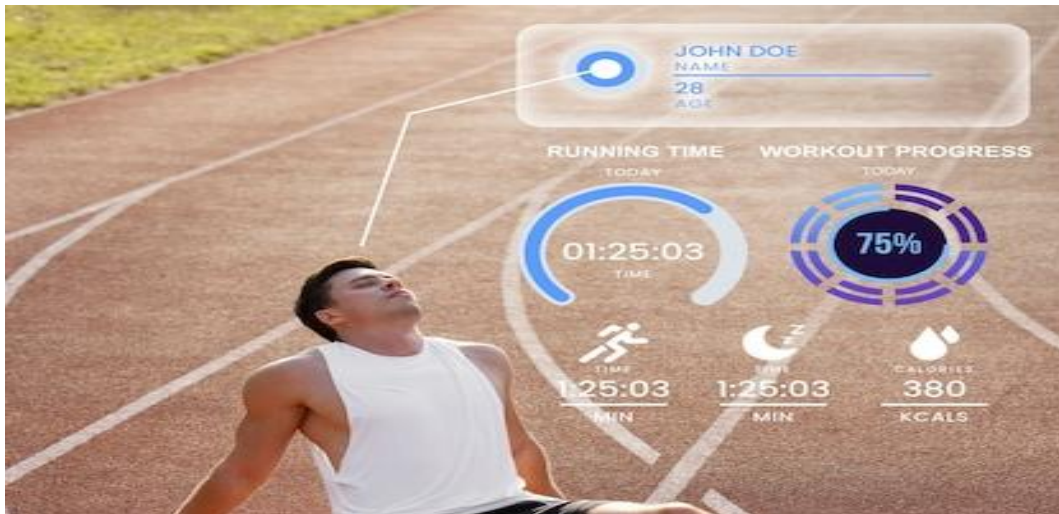 JOHN DOE
NAME
28
AGE
RUNNING TIME
TODAY
01:25:03
TIME
WORKOUT PROGRESS
TODAY
75%
TIME
1:25:03
MIN
TIME
1:25:03
MIN
CALORIES
380
KCALS